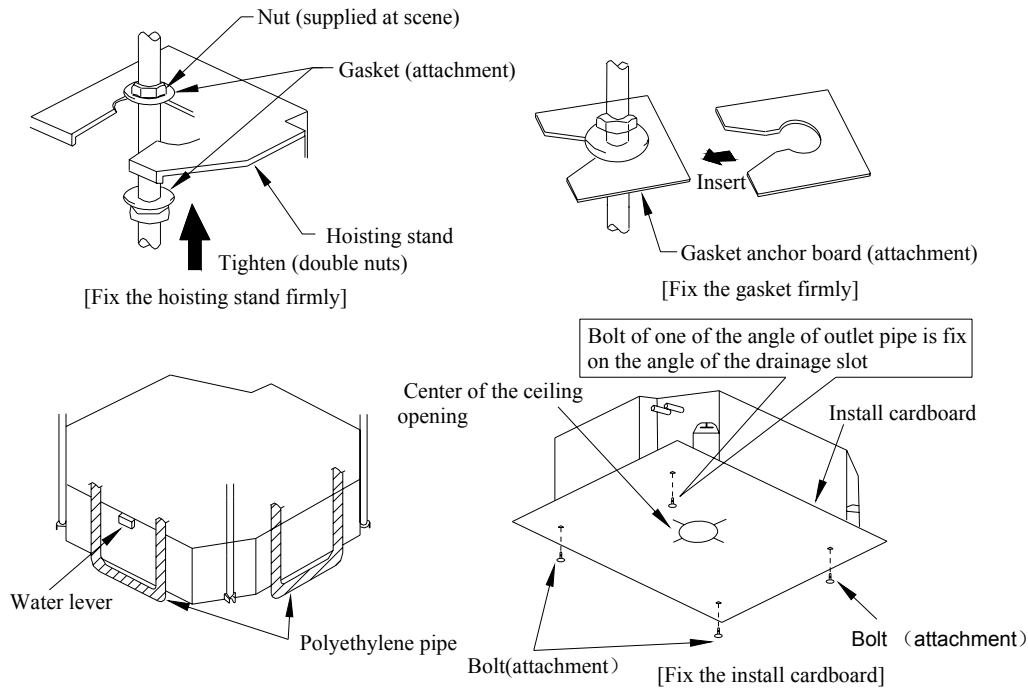 Nut (supplied at scene)
Gasket (attachment)
Hoisting stand
Tighten (double nuts)
[Fix the hoisting stand firmly]
Insert
Gasket anchor board (attachment)
[Fix the gasket firmly]
Water lever
Polyethylene pipe
Bolt of one of the angle of outlet pipe is fix
on the angle of the drainage slot
Center of the ceiling
opening
Install cardboard
Bolt(attachment）
Bolt （attachment）
[Fix the install cardboard]